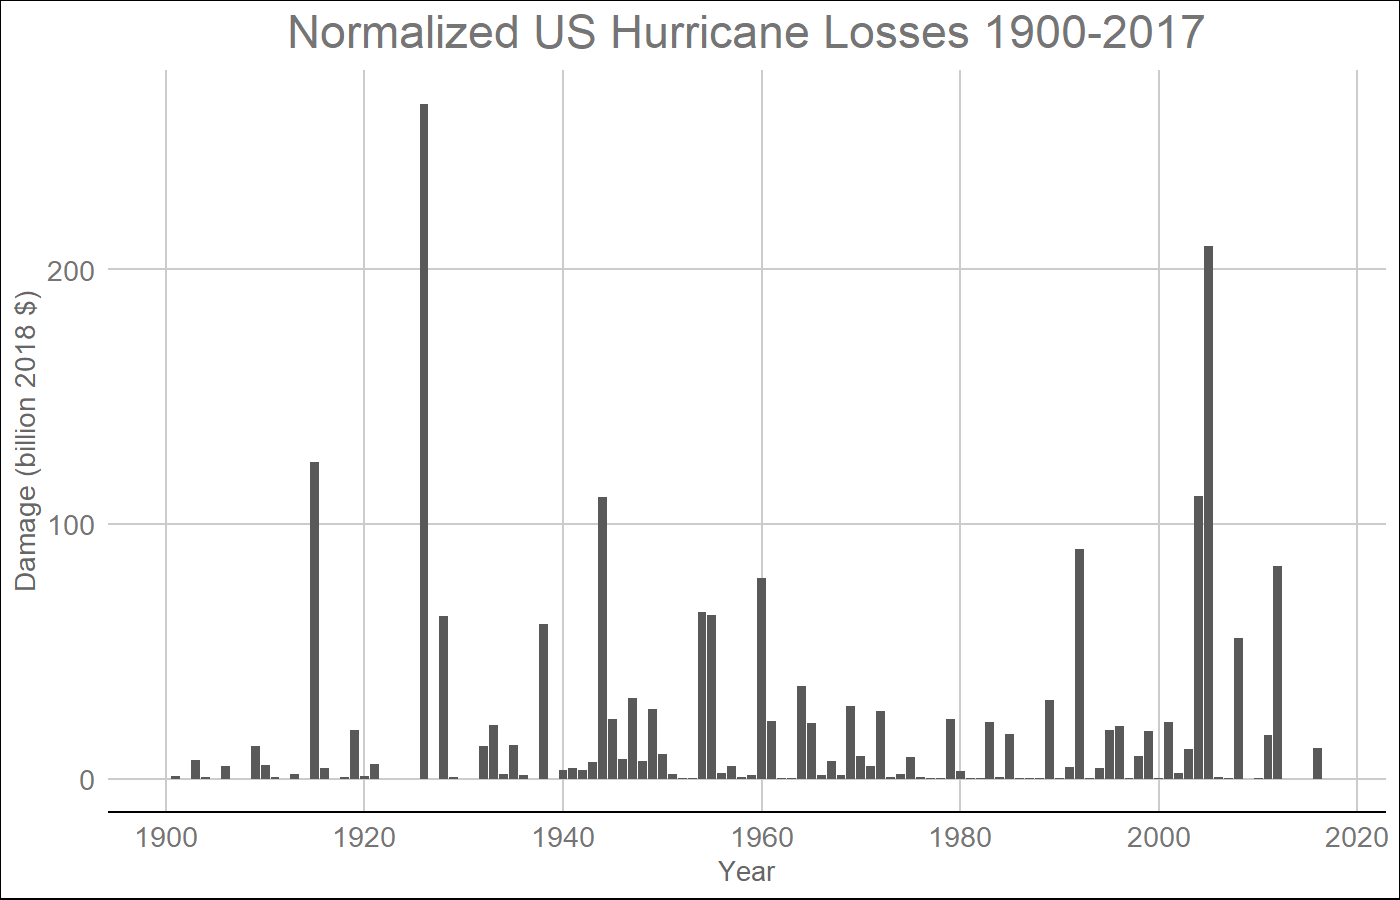 Normalized US Hurricane Losses 1900-2017
Damage (billion 2018 $)
200
100
0
1900 1920 1940 1960 1980 2000 2020
Year